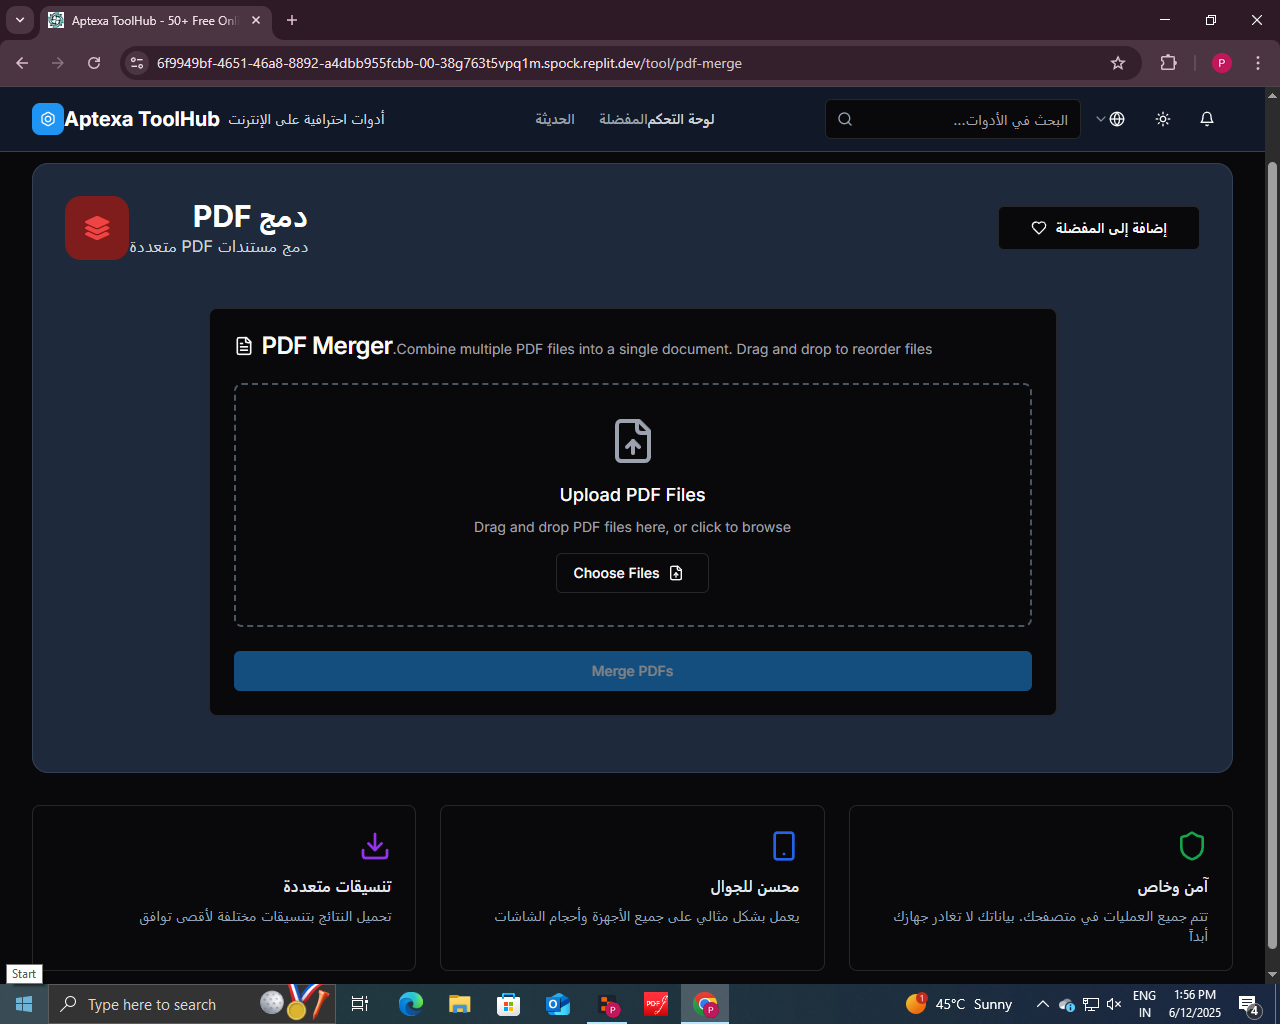 Aptexa ToolHub - 50+ Free Onl
6f9949bf-4651-46a8-8892-a4dbb955fcbb-00-38g763t5vpq1m.spock.replit.dev/tool/pdf-merge
P
Aptexa ToolHub
أدوات احترافية على الإنترنت
الحديثة
المفضلة
لوحة التحكم
البحث في الأدوات...
دمج PDF
دمج مستندات PDF متعددة
إضافة إلى المفضلة
PDF Merger
.Combine multiple PDF files into a single document. Drag and drop to reorder files
Upload PDF Files
Drag and drop PDF files here, or click to browse
Choose Files
Merge PDFs
آمن وخاص
تتم جميع العمليات في متصفحك. بياناتك لا تغادر جهازك
أبداً
محسن للجوال
يعمل بشكل مثالي على جميع الأجهزة وأحجام الشاشات
تنسيقات متعددة
تحميل النتائج بتنسيقات مختلفة لأقصى توافق
Start
Type here to search
P
PDF
P
1
45°C Sunny
ENG
IN
1:56 PM
6/12/2025
4